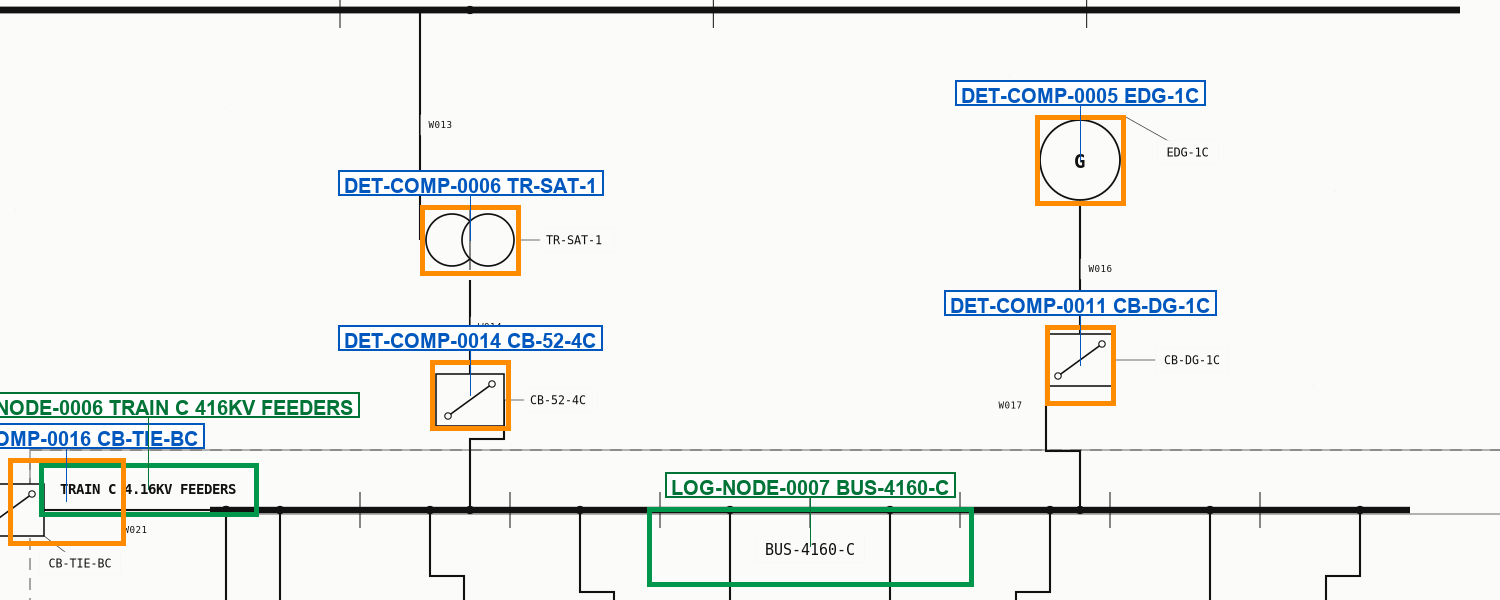 DET-COMP-0005 EDG-1C
W013
G
EDG-1C
DET-COMP-0006 TR-SAT-1
TR-SAT-1
W016
DET-COMP-0011 CB-DG-1C
DET-COMP-0014 CB-52-4C
CB-DG-1C
CB-52-4C
W017
NODE-0006 TRAIN C 416KV FEEDERS
OMP-0016 CB-TIE-BC
TRAIN C 4.16KV FEEDERS
LOG-NODE-0007 BUS-4160-C
W021
BUS-4160-C
CB-TIE-BC